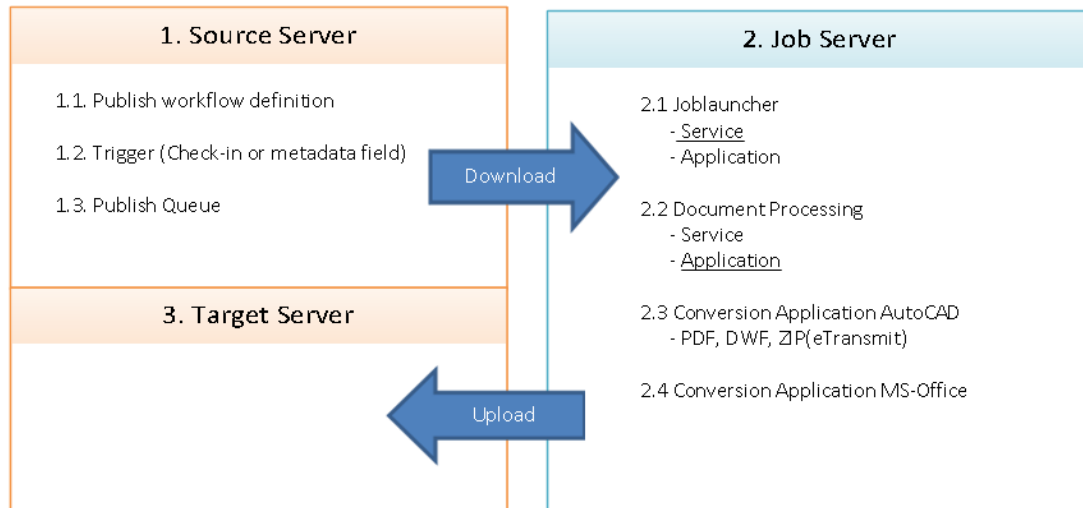 1. Source Server
1.1. Publish workflow definition
1.2. Trigger (Check-in or metadata field)
1.3. Publish Queue
Download
2. Job Server
2.1 Joblauncher
- Service
- Application
2.2 Document Processing
- Service
- Application
2.3 Conversion Application AutoCAD
- PDF, DWF, ZIP(eTransmit)
2.4 Conversion Application MS-Office
Upload
3. Target Server